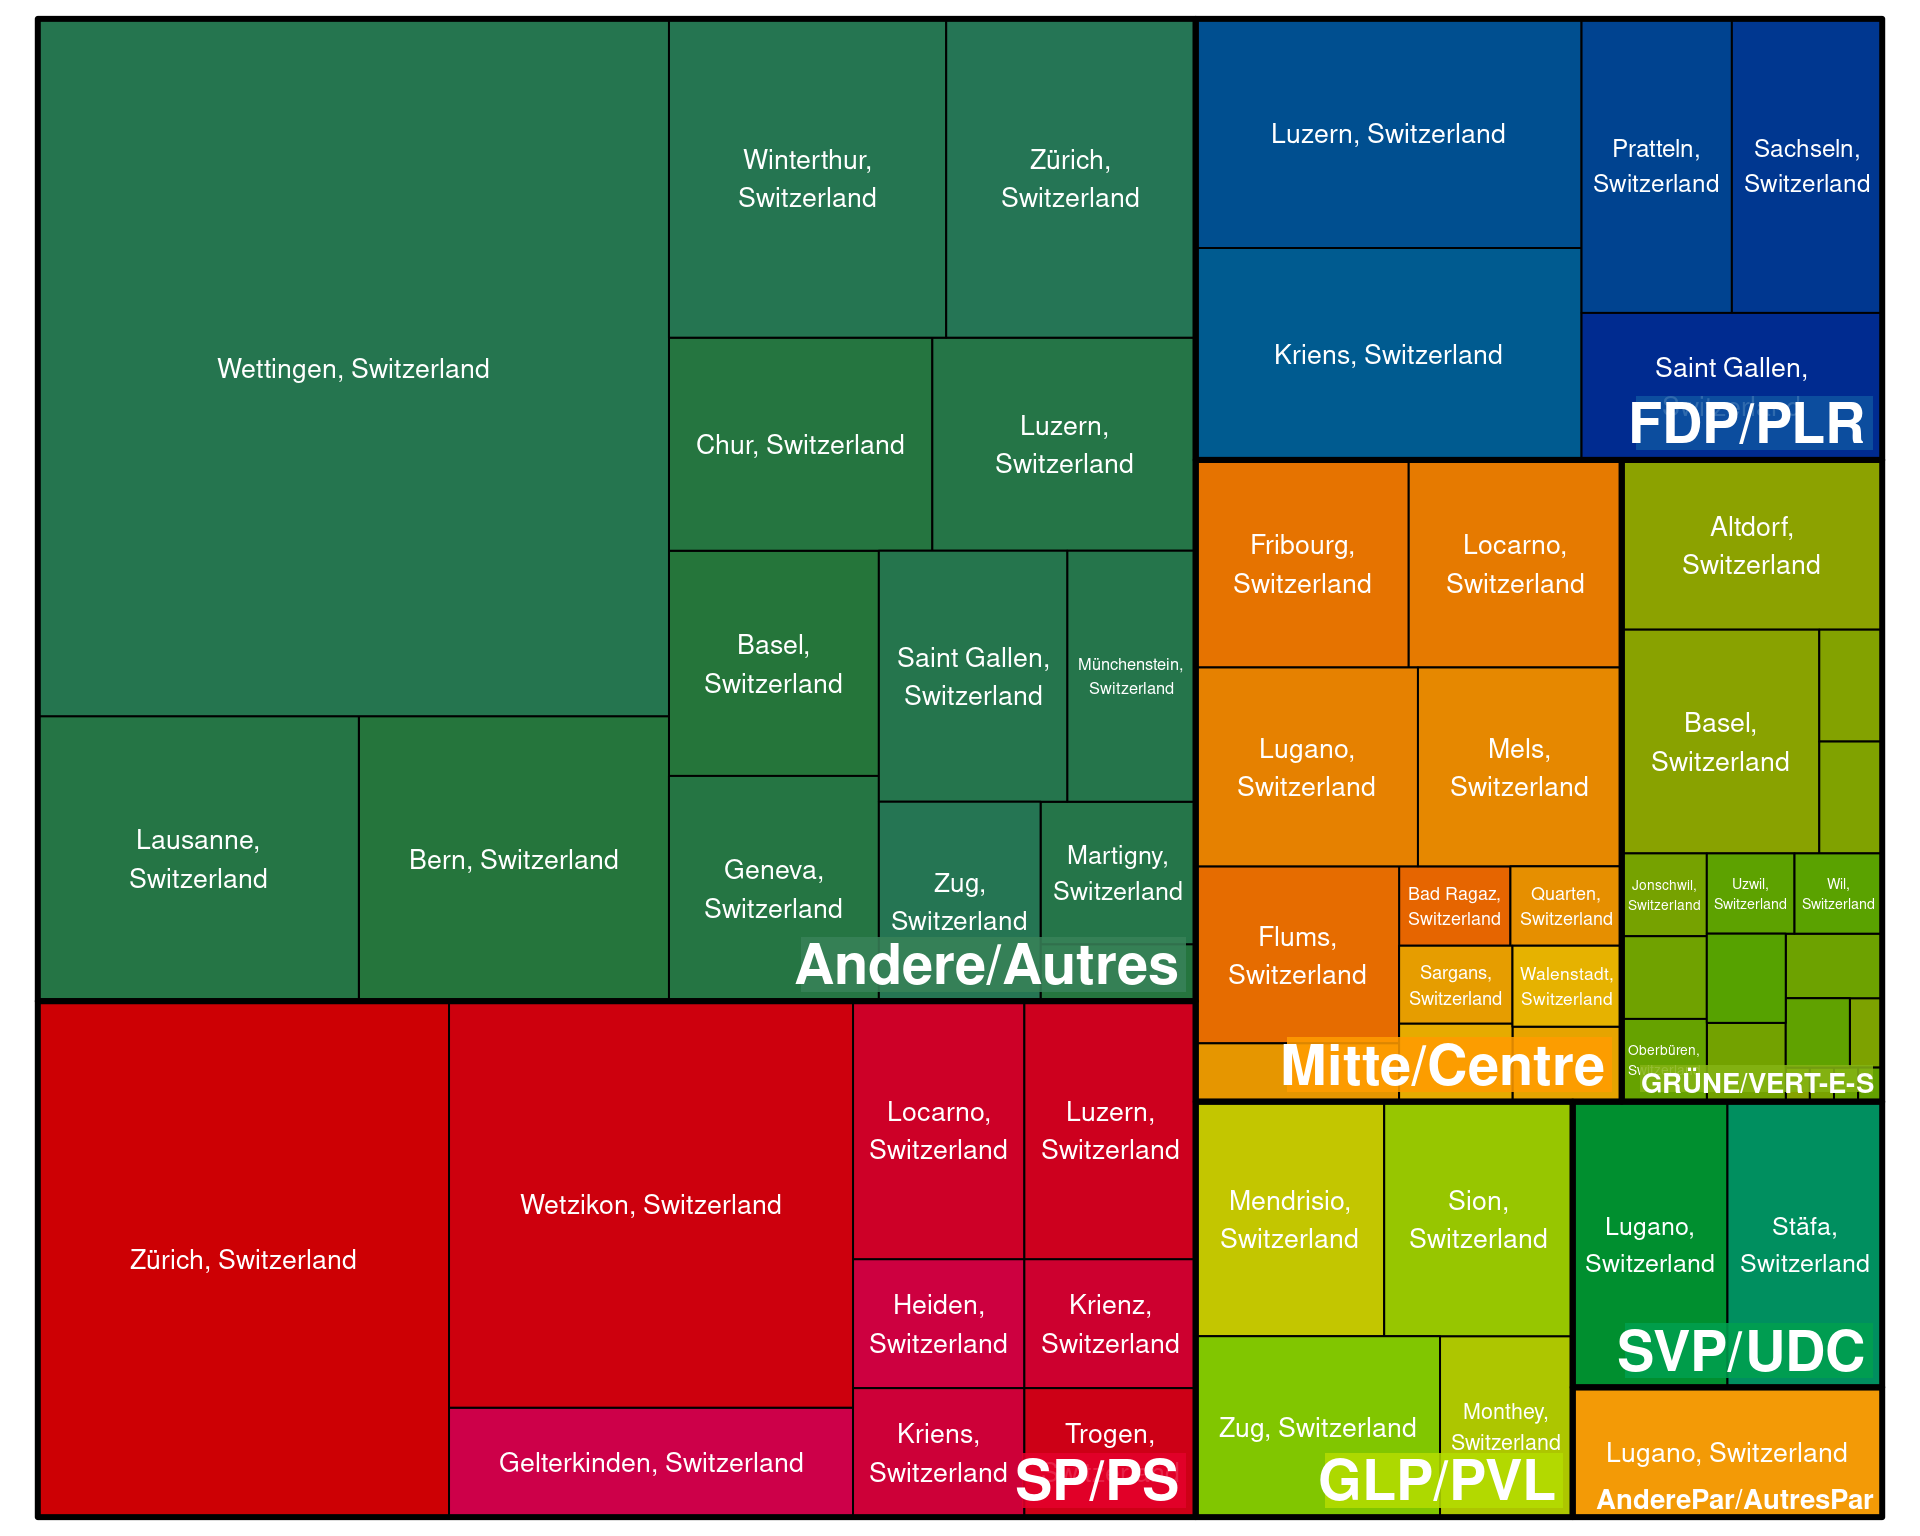 Wettingen, Switzerland
Winterthur,
Switzerland
Zürich,
Switzerland
Chur, Switzerland
Luzern,
Switzerland
Basel,
Switzerland
Saint Gallen,
Switzerland
Münchenstein,
Switzerland
Lausanne,
Switzerland
Bern, Switzerland
Geneva,
Switzerland
Zug,
Switzerland
Martigny,
Switzerland
Andere/Autres
Luzern, Switzerland
Pratteln,
Switzerland
Sachseln,
Switzerland
Kriens, Switzerland
Saint Gallen,
Switzerland
FDP/PLR
Fribourg,
Switzerland
Locarno,
Switzerland
Lugano,
Switzerland
Mels,
Switzerland
Flums,
Switzerland
Bad Ragaz,
Switzerland
Quarten,
Switzerland
Sargans,
Switzerland
Walenstadt,
Switzerland
Mitte/Centre
Altdorf,
Switzerland
Basel,
Switzerland
Jonschwil,
Switzerland
Uzwil,
Switzerland
Wil,
Switzerland
Oberbüren,
Switzerland
GRÜNE/VERT-E-S
Zürich, Switzerland
Wetzikon, Switzerland
Gelterkinden, Switzerland
Locarno,
Switzerland
Luzern,
Switzerland
Heiden,
Switzerland
Krienz,
Switzerland
Kriens,
Switzerland
Trogen,
Switzerland
SP/PS
Mendrisio,
Switzerland
Sion,
Switzerland
Zug, Switzerland
Monthey,
Switzerland
GLP/PVL
Lugano,
Switzerland
Stäfa,
Switzerland
SVP/UDC
Lugano, Switzerland
AnderePar/AutresPar